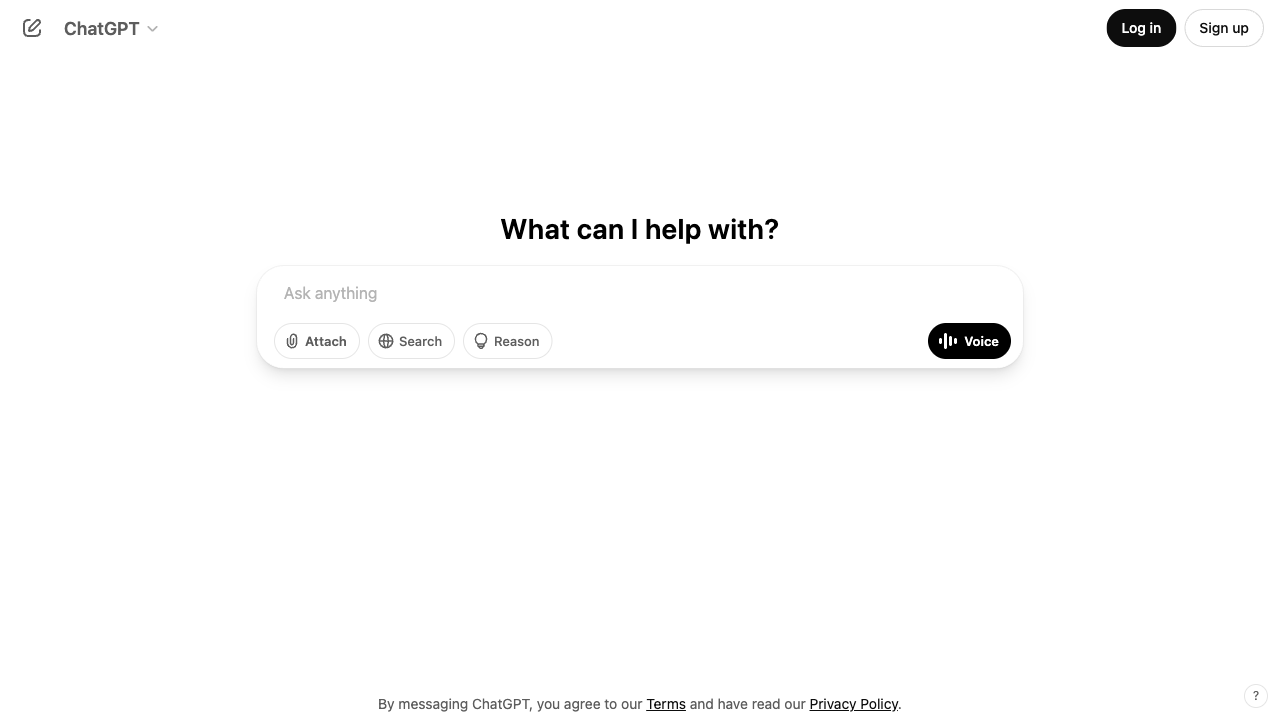 ChatGPT
Log in
Sign up
What can I help with?
Ask anything
Attach
Search
Reason
Voice
By messaging ChatGPT, you agree to our Terms and have read our Privacy Policy.
?